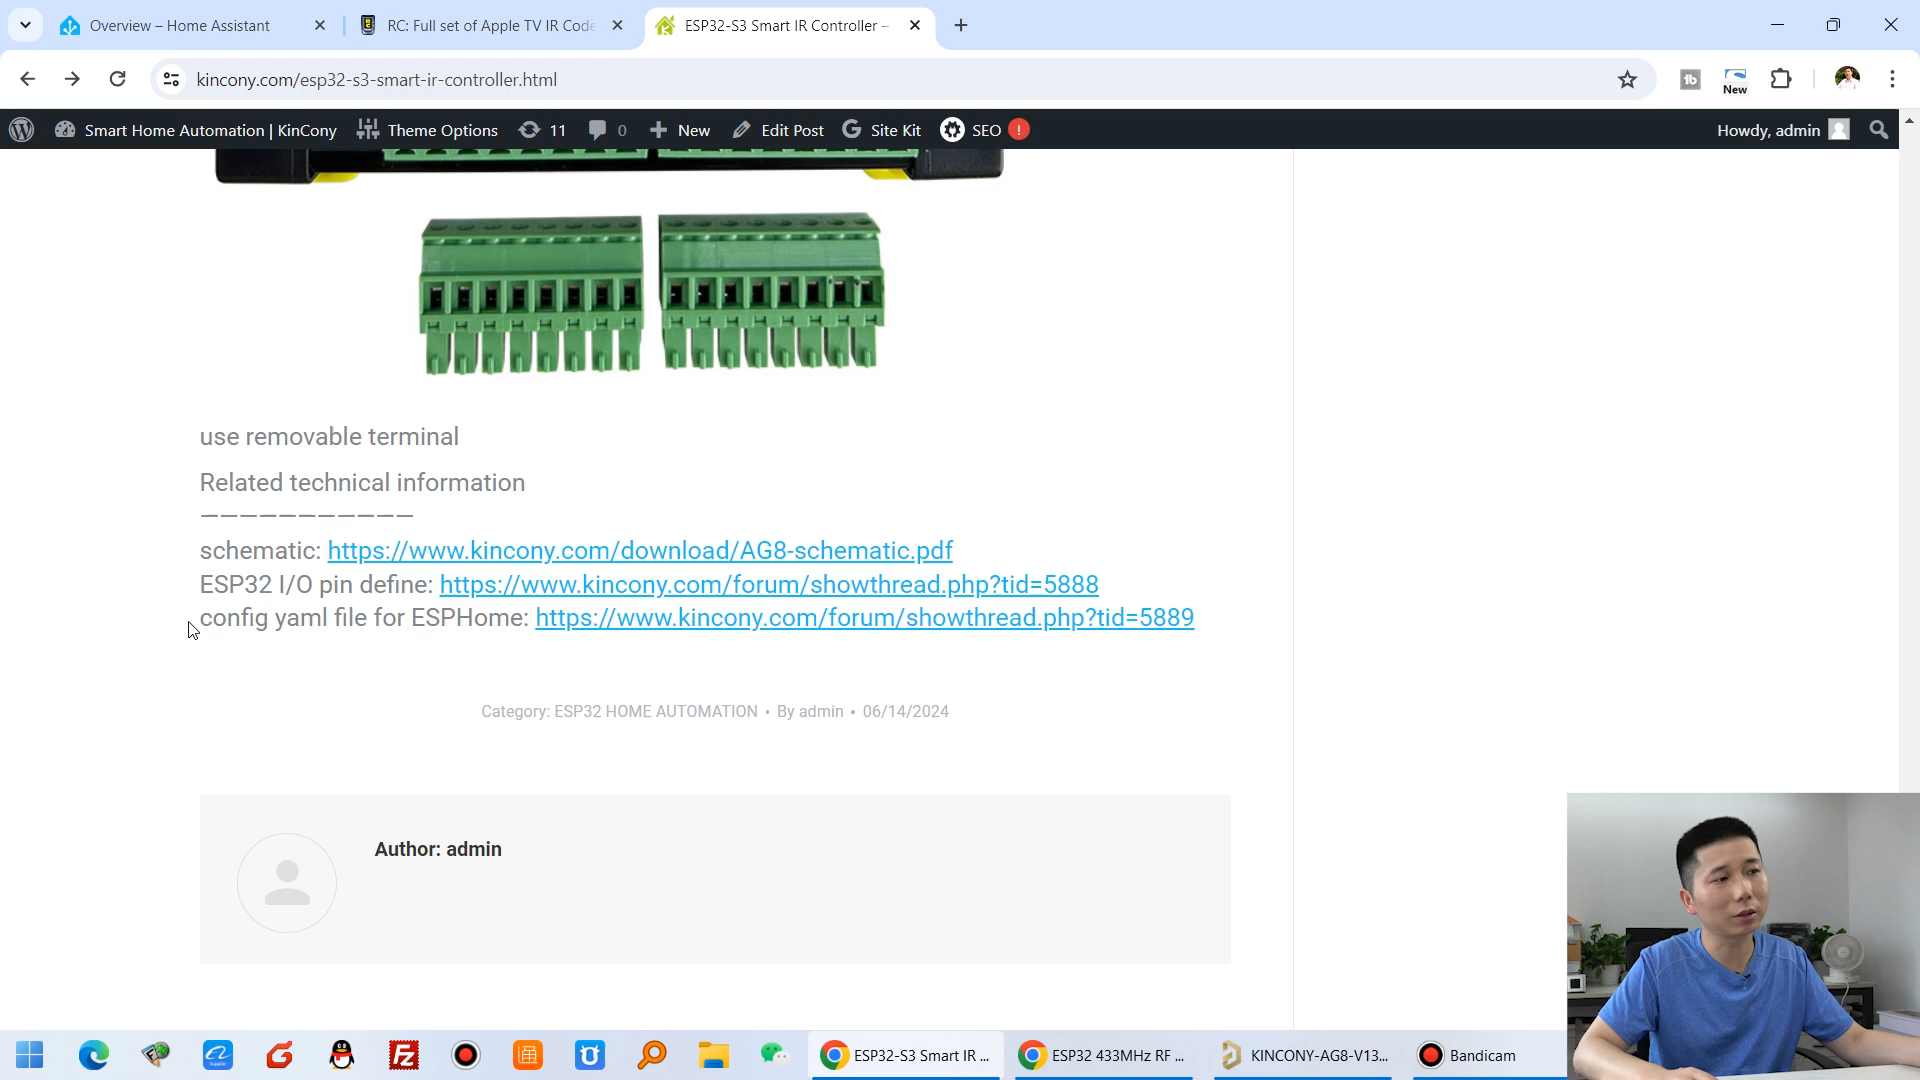 Overview – Home Assistant
RC: Full set of Apple TV IR Code
ESP32-S3 Smart IR Controller –
kincony.com/esp32-s3-smart-ir-controller.html
New
Smart Home Automation | KinCony
Theme Options
11
0
New
Edit Post
Site Kit
SEO
!
Howdy, admin
use removable terminal
Related technical information
———————————
schematic: https://www.kincony.com/download/AG8-schematic.pdf
ESP32 I/O pin define: https://www.kincony.com/forum/showthread.php?tid=5888
config yaml file for ESPHome: https://www.kincony.com/forum/showthread.php?tid=5889
Category: ESP32 HOME AUTOMATION • By admin • 06/14/2024
Author: admin
ESP32-S3 Smart IR ...
ESP32 433MHz RF ...
KINCONY-AG8-V13...
Bandicam